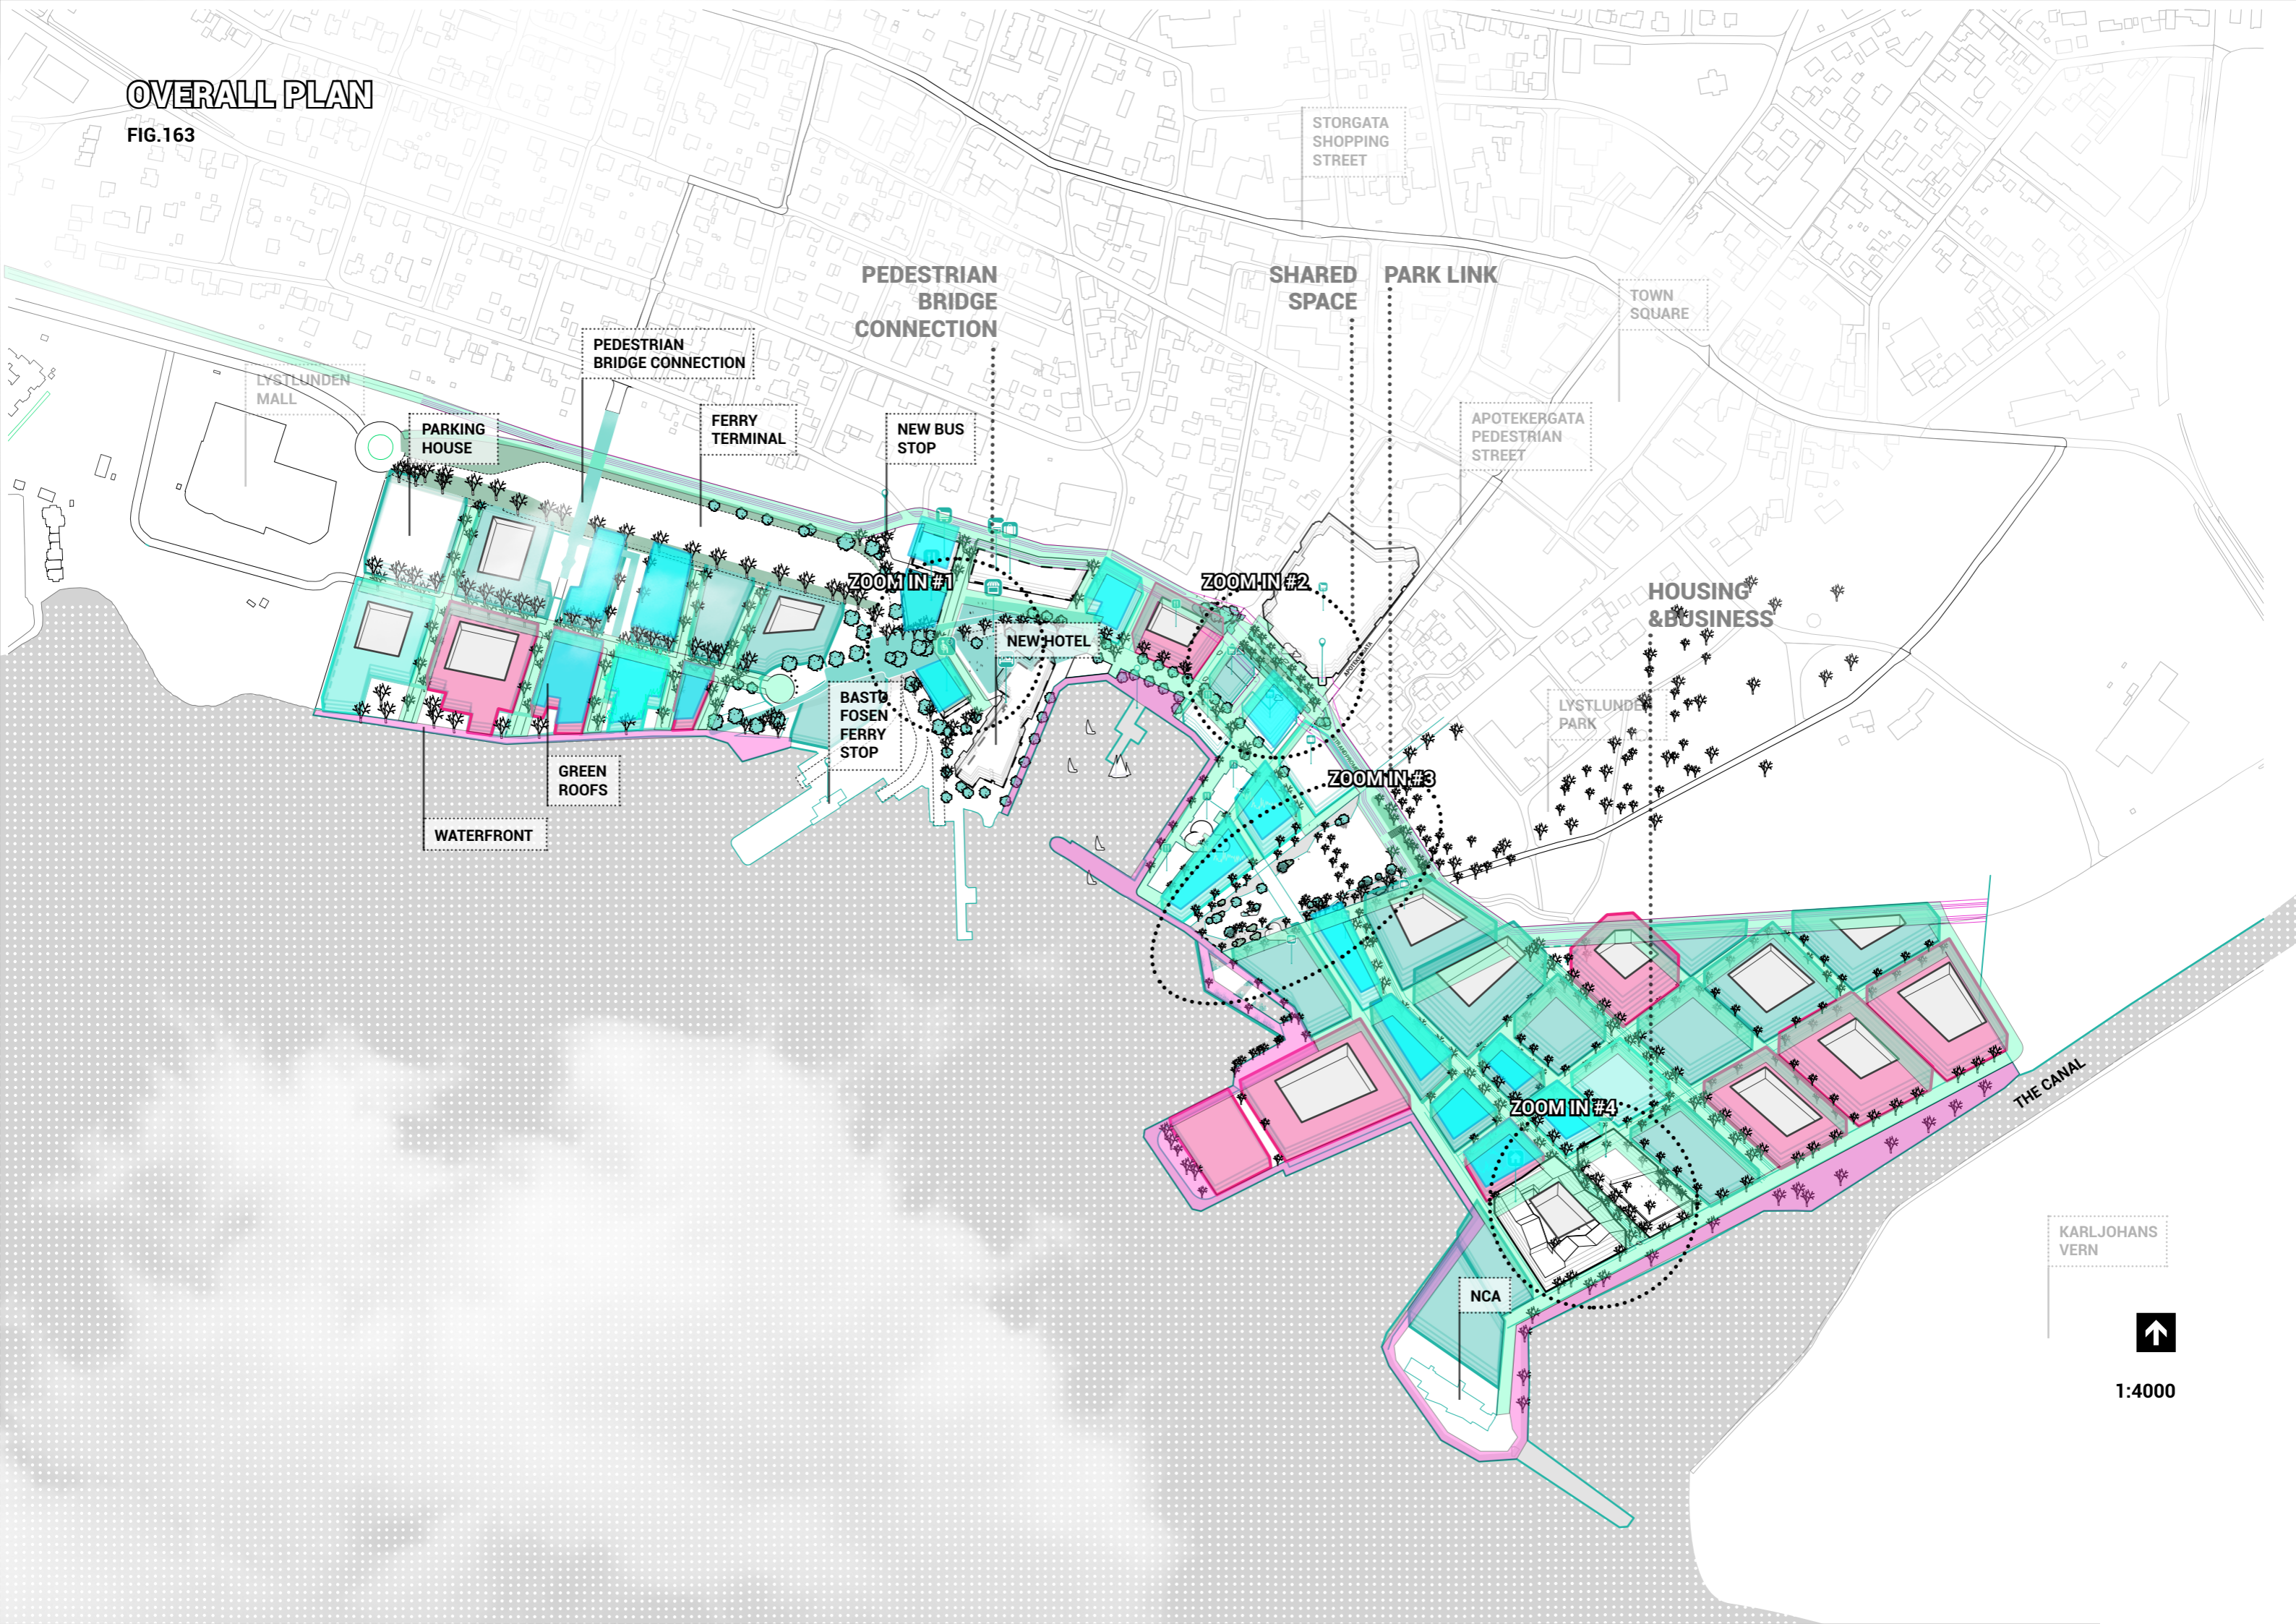 OVERALL PLAN
FIG.163
STORGATA
SHOPPING
STREET
PEDESTRIAN
BRIDGE
CONNECTION
SHARED
SPACE
PARK LINK
TOWN
SQUARE
PEDESTRIAN
BRIDGE CONNECTION
LYSTLUNDEN
MALL
PARKING
HOUSE
FERRY
TERMINAL
NEW BUS
STOP
APOTEKERGATA
PEDESTRIAN
STREET
ZOOM IN #1
ZOOM IN #2
HOUSING
&BUSINESS
NEW HOTEL
APOTEKERGATA
BASTO
FOSEN
FERRY
STOP
LYSTLUNDEN
PARK
GREEN
ROOFS
ZOOM IN #3
WATERFRONT
THE CANAL
ZOOM IN #4
KARLJOHANS
VERN
NCA
1:4000